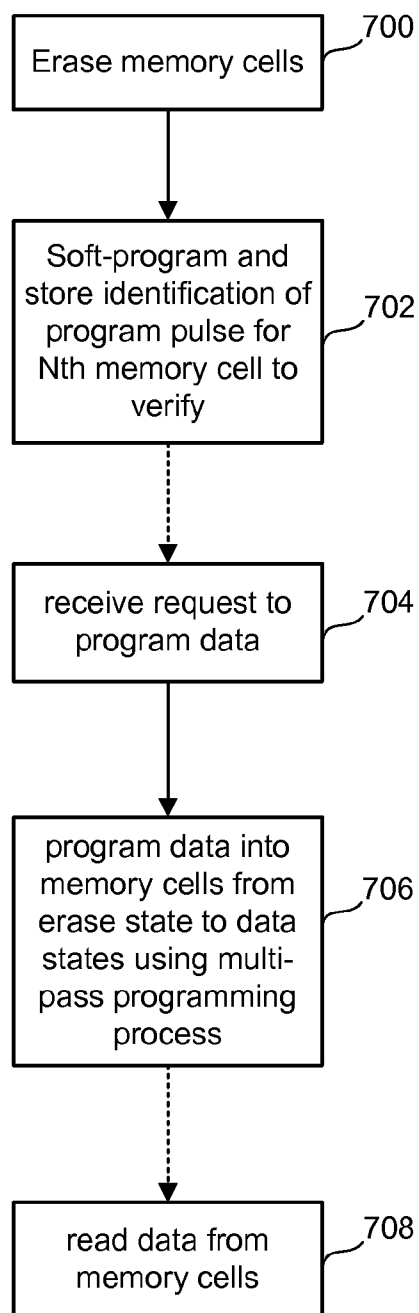 700
Erase memory cells
702
Soft-program and
store identification of
program pulse for
Nth memory cell to
verify
704
receive request to
program data
706
program data into
memory cells from
erase state to data
states using multi-
pass programming
process
708
read data from
memory cells